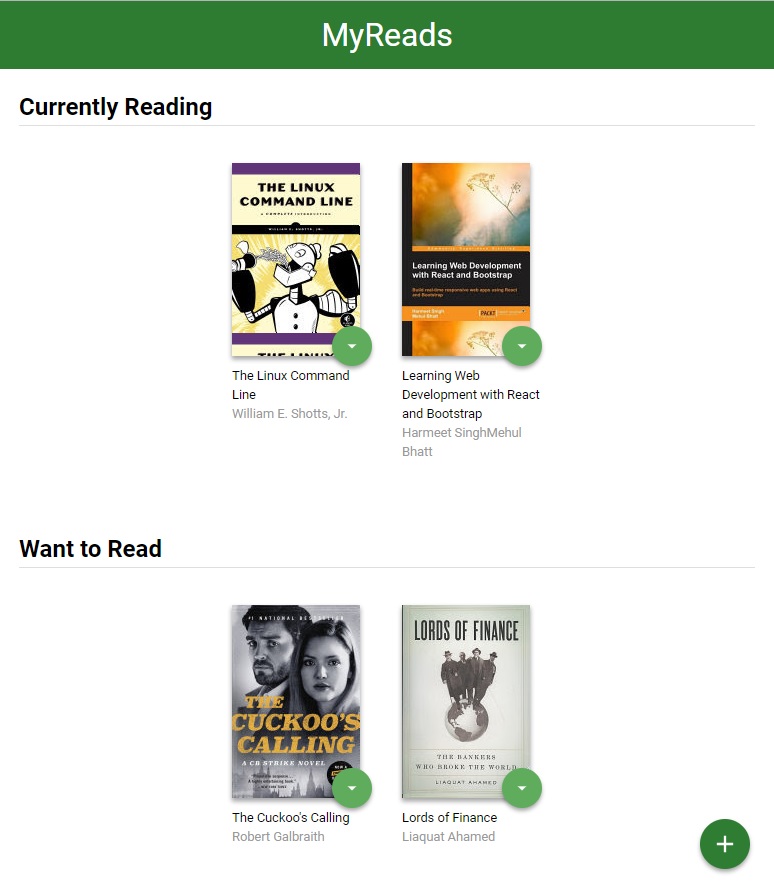 MyReads
Currently Reading
THE LINUX
COMMAND LINE
A COMPLETE INTRODUCTION
WILLIAM E. SHOTTS, JR.
THE LINUX
Learning Web Development
with React and Bootstrap
Build real-time responsive web apps using React
and Bootstrap
Harmeet Singh
Mehul Bhatt
PACKT
The Linux Command
Line
William E. Shotts, Jr.
Learning Web
Development with React
and Bootstrap
Harmeet SinghMehul
Bhatt
Want to Read
#1 NATIONAL BESTSELLER
THE
CUCKOO'S
CALLING
A CB STRIKE NOVEL
NOW A
LORDS OF FINANCE
THE BANKERS
WHO BROKE THE WORLD
LIAQUAT AHAMED
The Cuckoo's Calling
Robert Galbraith
Lords of Finance
Liaquat Ahamed